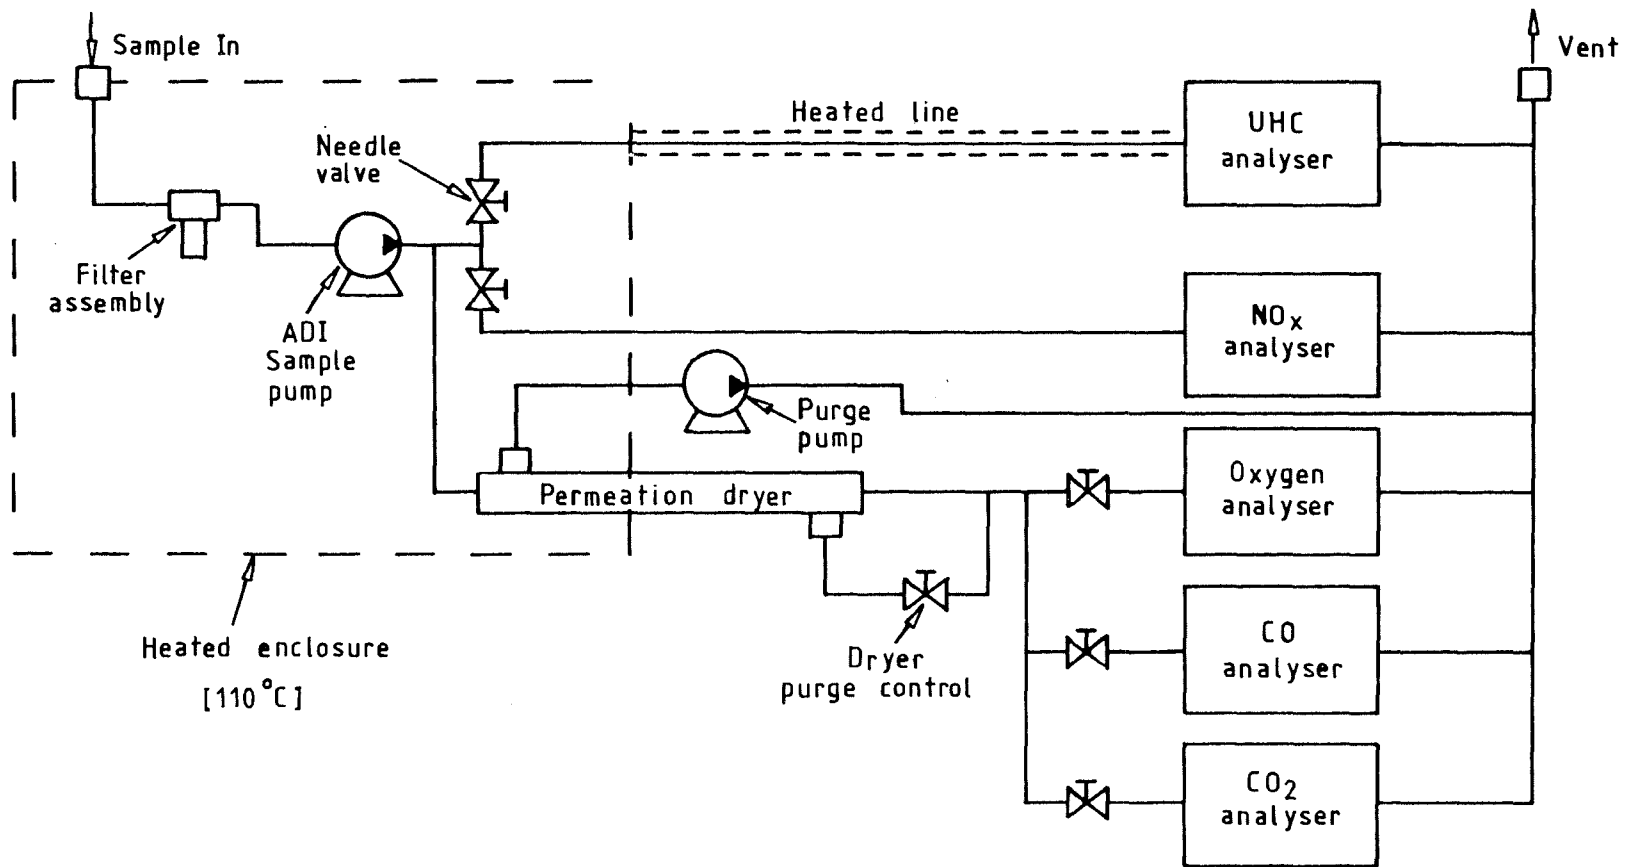 Sample In
Vent
Heated line
UHC
analyser
Needle
valve
Filter
assembly
ADI
Sample
pump
NOx
analyser
Purge
pump
Permeation dryer
Oxygen
analyser
Heated enclosure
[110°C]
Dryer
purge control
CO
analyser
CO2
analyser